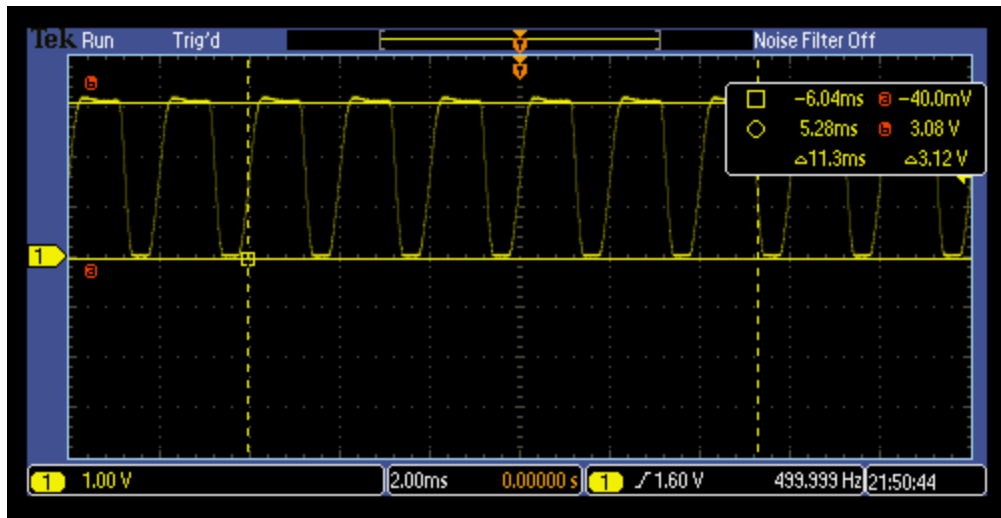 Tek Run Trig'd Noise Filter Off
T
T
b
□ −6.04ms a −40.0mV
○ 5.28ms b 3.08 V
△11.3ms △3.12 V
1
a
1 1.00 V 2.00ms 0.00000 s 1 ∕ 1.60 V 499.999 Hz 21:50:44